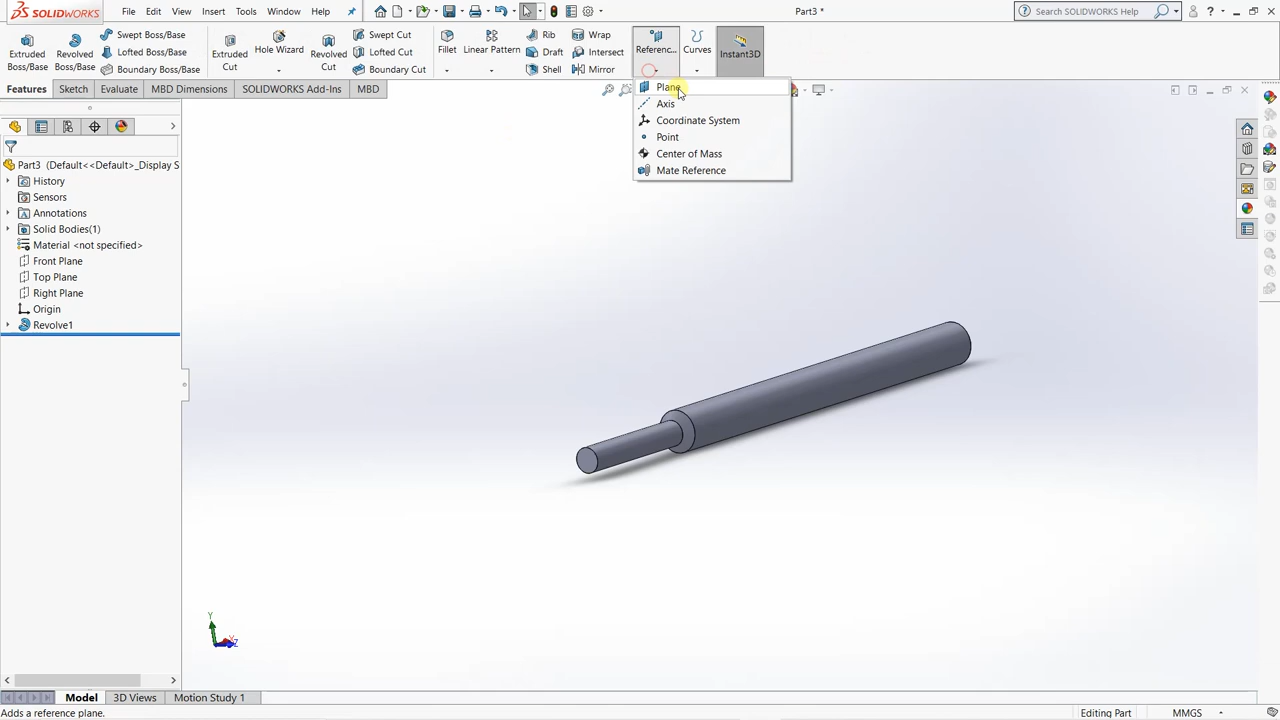 SOLIDWORKS
File
Edit
View
Insert
Tools
Window
Help
Part3 *
Search SOLIDWORKS Help
Extruded
Boss/Base
Revolved
Boss/Base
Swept Boss/Base
Lofted Boss/Base
Boundary Boss/Base
Extruded
Cut
Hole Wizard
Revolved
Cut
Swept Cut
Lofted Cut
Boundary Cut
Fillet
Linear Pattern
Rib
Draft
Shell
Wrap
Intersect
Mirror
Referenc...
Curves
Instant3D
Features
Sketch
Evaluate
MBD Dimensions
SOLIDWORKS Add-Ins
MBD
Plane
Axis
Coordinate System
Point
Center of Mass
Mate Reference
Part3 (Default<<Default>_Display S
History
Sensors
Annotations
Solid Bodies(1)
Material <not specified>
Front Plane
Top Plane
Right Plane
Origin
Revolve1
Y
Z
Model
3D Views
Motion Study 1
Adds a reference plane.
Editing Part
MMGS